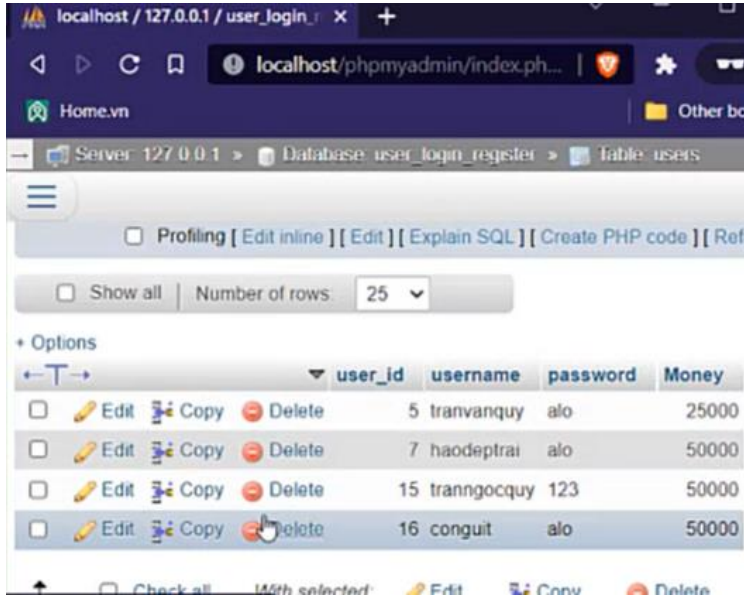 localhost / 127.0.0.1 / user_login_r
localhost/phpmyadmin/index.ph...
Home.vn
Other bo
Server: 127.0.0.1 » Database: user_login_register » Table: users
Profiling [ Edit inline ] [ Edit ] [ Explain SQL ] [ Create PHP code ] [ Ref
Show all | Number of rows: 25
+ Options
user_id username password Money
Edit Copy Delete 5 tranvanquy alo 25000
Edit Copy Delete 7 haodeptrai alo 50000
Edit Copy Delete 15 tranngocquy 123 50000
Edit Copy Delete 16 conguit alo 50000
Check all With selected: Edit Copy Delete